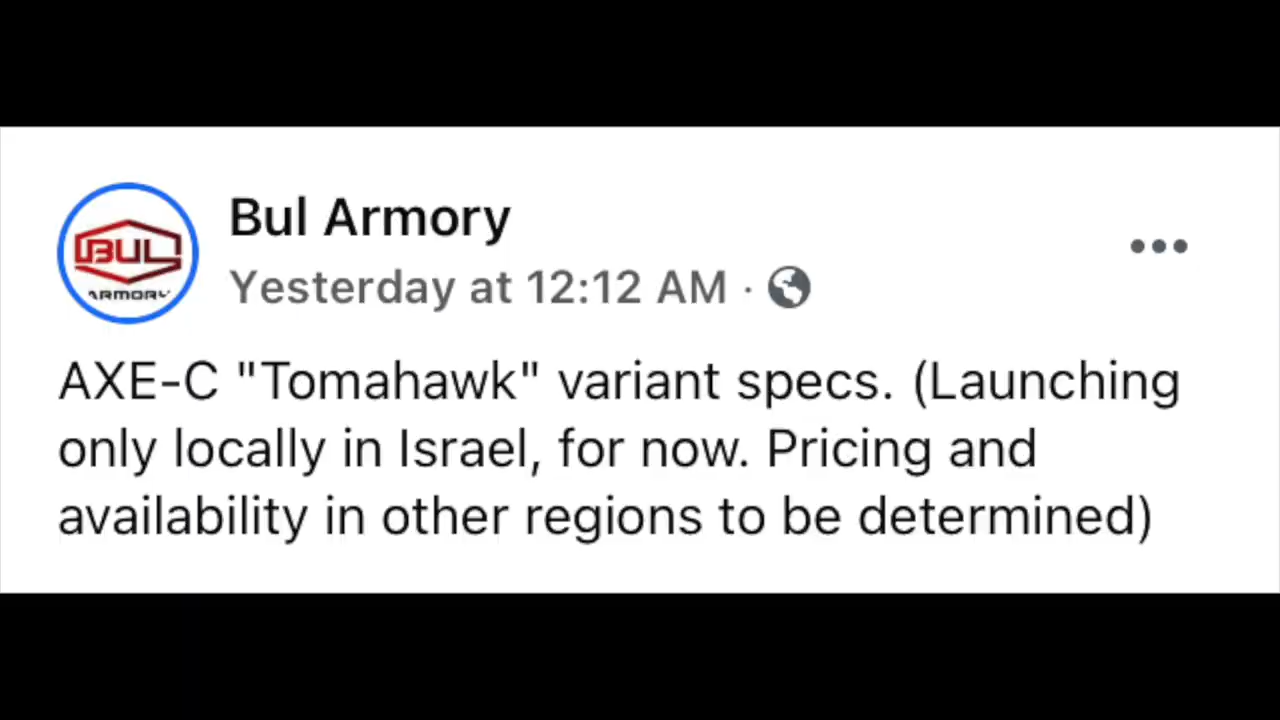 BUL
ARMORY
Bul Armory
Yesterday at 12:12 AM ·
AXE-C "Tomahawk" variant specs. (Launching
only locally in Israel, for now. Pricing and
availability in other regions to be determined)